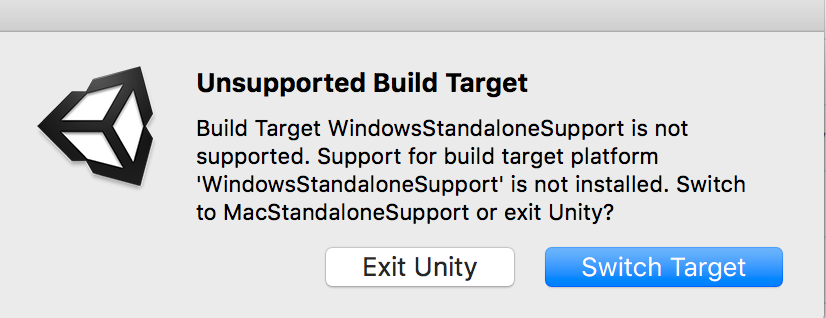 Unsupported Build Target
Build Target WindowsStandaloneSupport is not
supported. Support for build target platform
'WindowsStandaloneSupport' is not installed. Switch
to MacStandaloneSupport or exit Unity?
Exit Unity
Switch Target